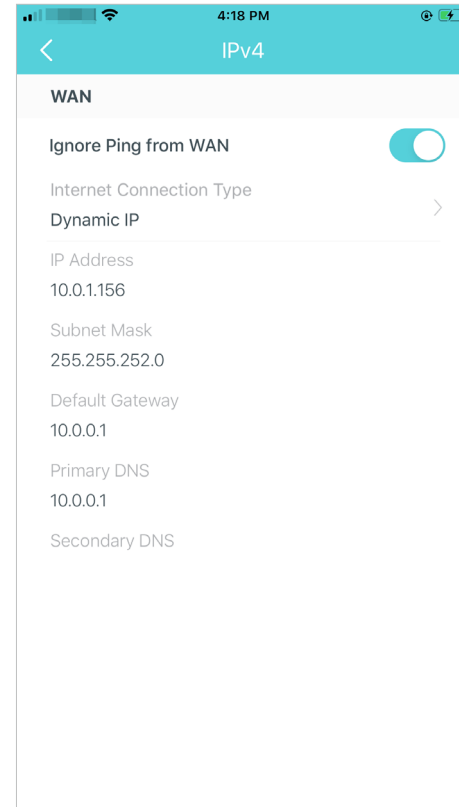 4:18 PM
IPv4
WAN
Ignore Ping from WAN
Internet Connection Type
Dynamic IP
IP Address
10.0.1.156
Subnet Mask
255.255.252.0
Default Gateway
10.0.0.1
Primary DNS
10.0.0.1
Secondary DNS